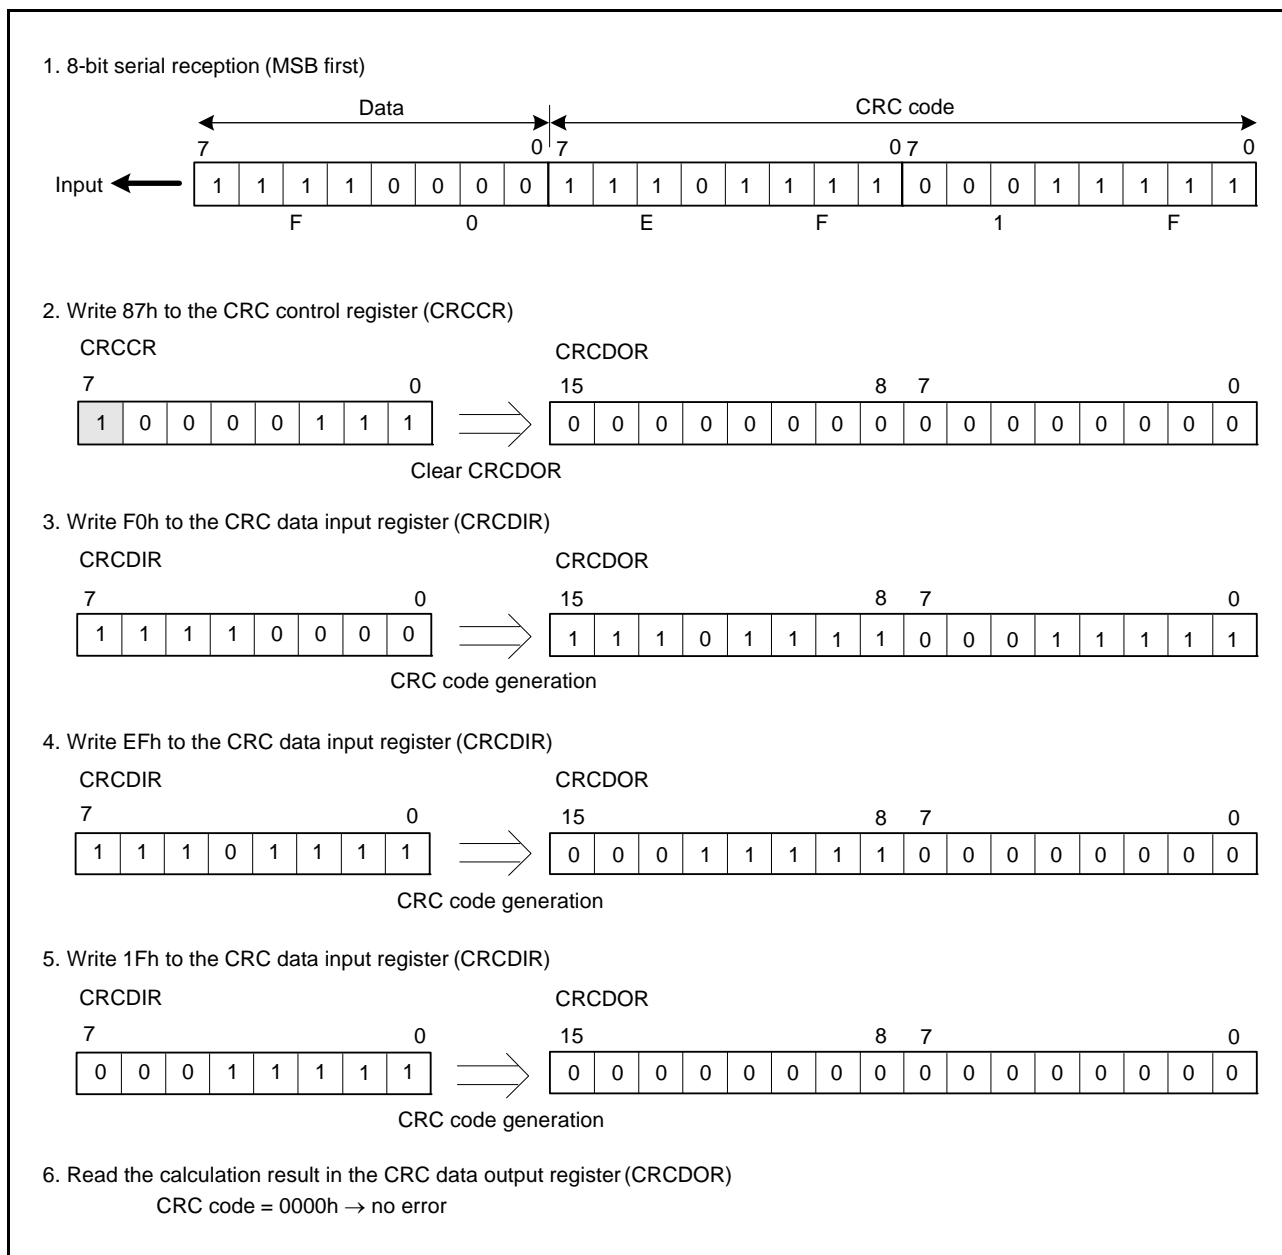 1. 8-bit serial reception (MSB first)
Data CRC code
7 0 7 0 7 0
Input 1 1 1 1 0 0 0 0 1 1 1 0 1 1 1 1 0 0 0 1 1 1 1 1
F 0 E F 1 F
2. Write 87h to the CRC control register (CRCCR)
CRCCR CRCDOR
7 0 15 8 7 0
1 0 0 0 0 1 1 1 0 0 0 0 0 0 0 0 0 0 0 0 0 0 0 0
Clear CRCDOR
3. Write F0h to the CRC data input register (CRCDIR)
CRCDIR CRCDOR
7 0 15 8 7 0
1 1 1 1 0 0 0 0 1 1 1 0 1 1 1 1 0 0 0 1 1 1 1 1
CRC code generation
4. Write EFh to the CRC data input register (CRCDIR)
CRCDIR CRCDOR
7 0 15 8 7 0
1 1 1 0 1 1 1 1 0 0 0 1 1 1 1 1 0 0 0 0 0 0 0 0
CRC code generation
5. Write 1Fh to the CRC data input register (CRCDIR)
CRCDIR CRCDOR
7 0 15 8 7 0
0 0 0 1 1 1 1 1 0 0 0 0 0 0 0 0 0 0 0 0 0 0 0 0
CRC code generation
6. Read the calculation result in the CRC data output register (CRCDOR)
CRC code = 0000h → no error